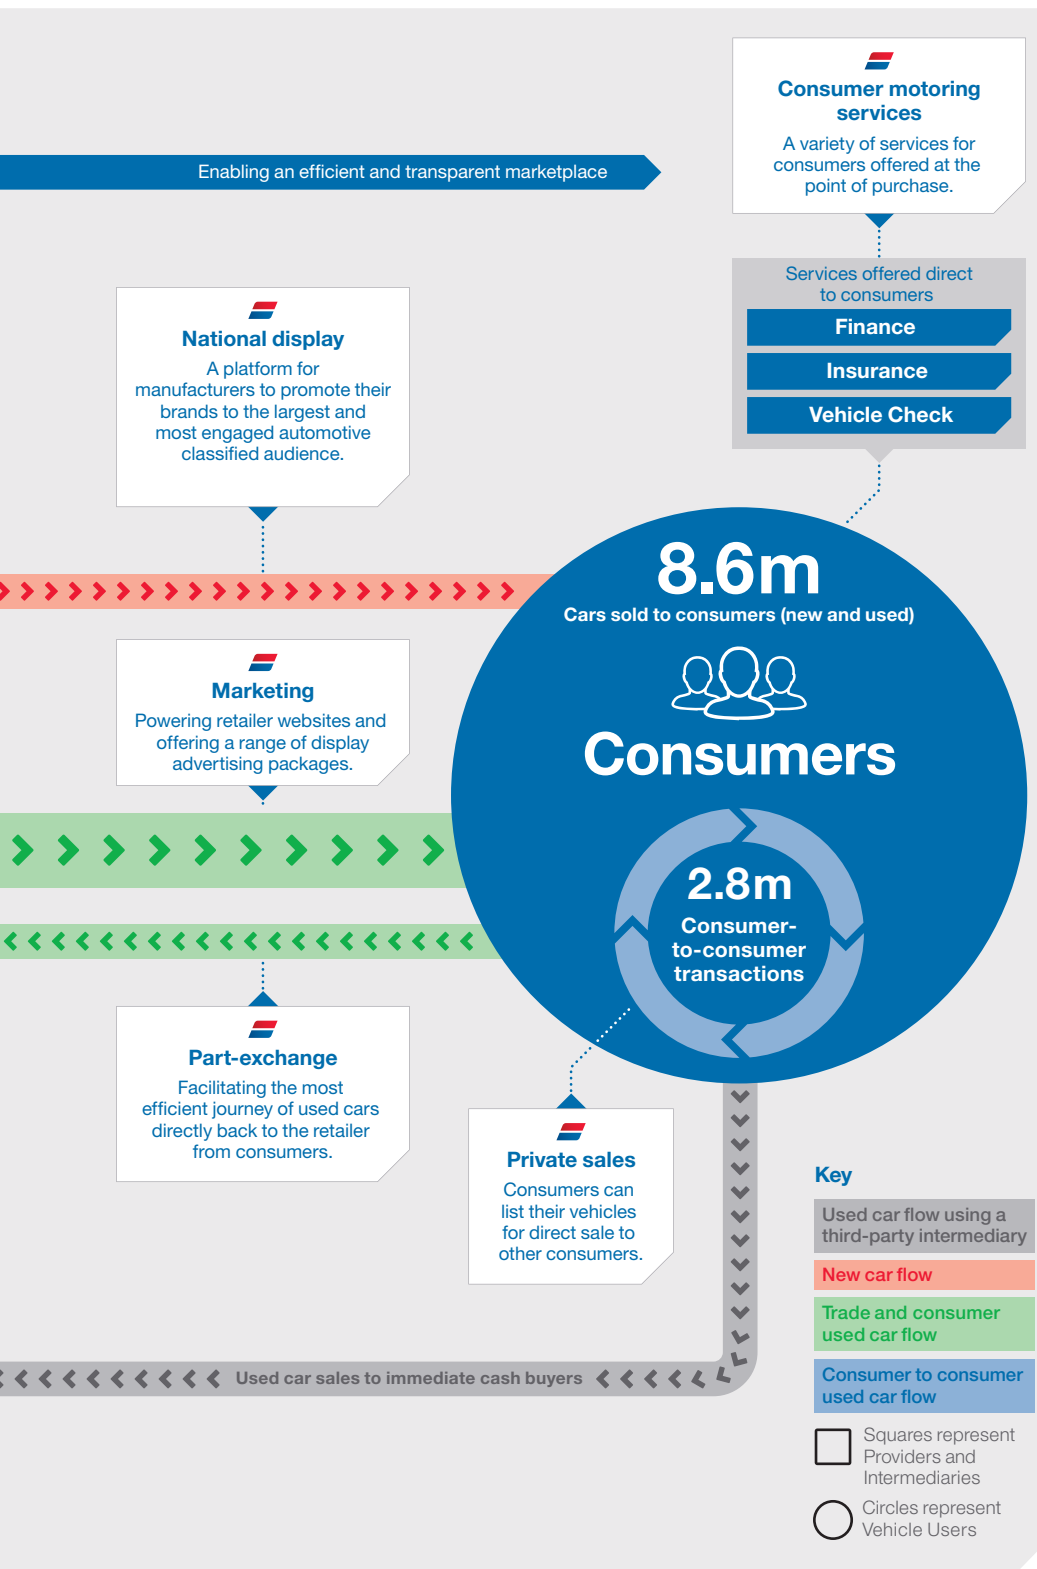 Consumer motoring
services
A variety of services for
consumers offered at the
point of purchase.
Enabling an efficient and transparent marketplace
Services offered direct
to consumers
Finance
Insurance
Vehicle Check
National display
A platform for
manufacturers to promote their
brands to the largest and
most engaged automotive
classified audience.
8.6m
Cars sold to consumers (new and used)
Consumers
Marketing
Powering retailer websites and
offering a range of display
advertising packages.
2.8m
Consumer-
to-consumer
transactions
Part-exchange
Facilitating the most
efficient journey of used cars
directly back to the retailer
from consumers.
Private sales
Consumers can
list their vehicles
for direct sale to
other consumers.
Used car sales to immediate cash buyers
Key
Used car flow using a
third-party intermediary
New car flow
Trade and consumer
used car flow
Consumer to consumer
used car flow
Squares represent
Providers and
Intermediaries
Circles represent
Vehicle Users